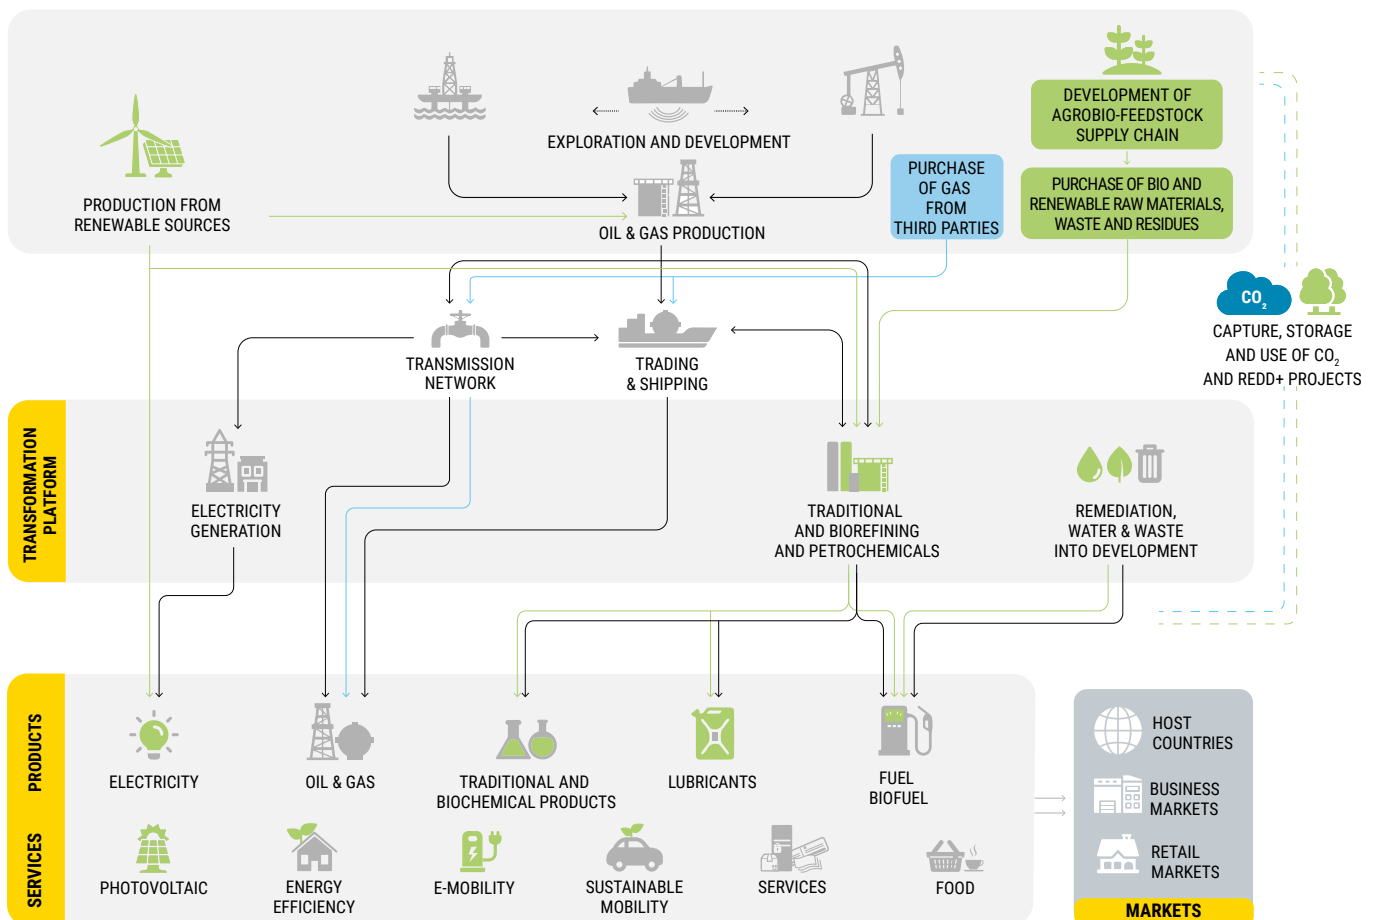 EXPLORATION AND DEVELOPMENT
PRODUCTION FROM
RENEWABLE SOURCES
OIL & GAS PRODUCTION
PURCHASE
OF GAS
FROM
THIRD PARTIES
DEVELOPMENT OF
AGROBIO-FEEDSTOCK
SUPPLY CHAIN
PURCHASE OF BIO AND
RENEWABLE RAW MATERIALS,
WASTE AND RESIDUES
CO2
CAPTURE, STORAGE
AND USE OF CO2
AND REDD+ PROJECTS
TRANSMISSION
NETWORK
TRADING
& SHIPPING
TRANSFORMATION
PLATFORM
ELECTRICITY
GENERATION
TRADITIONAL
AND BIOREFINING
AND PETROCHEMICALS
REMEDIATION,
WATER & WASTE
INTO DEVELOPMENT
PRODUCTS
ELECTRICITY
OIL & GAS
TRADITIONAL AND
BIOCHEMICAL PRODUCTS
LUBRICANTS
FUEL
BIOFUEL
SERVICES
PHOTOVOLTAIC
ENERGY
EFFICIENCY
E-MOBILITY
SUSTAINABLE
MOBILITY
SERVICES
FOOD
HOST
COUNTRIES
BUSINESS
MARKETS
RETAIL
MARKETS
MARKETS